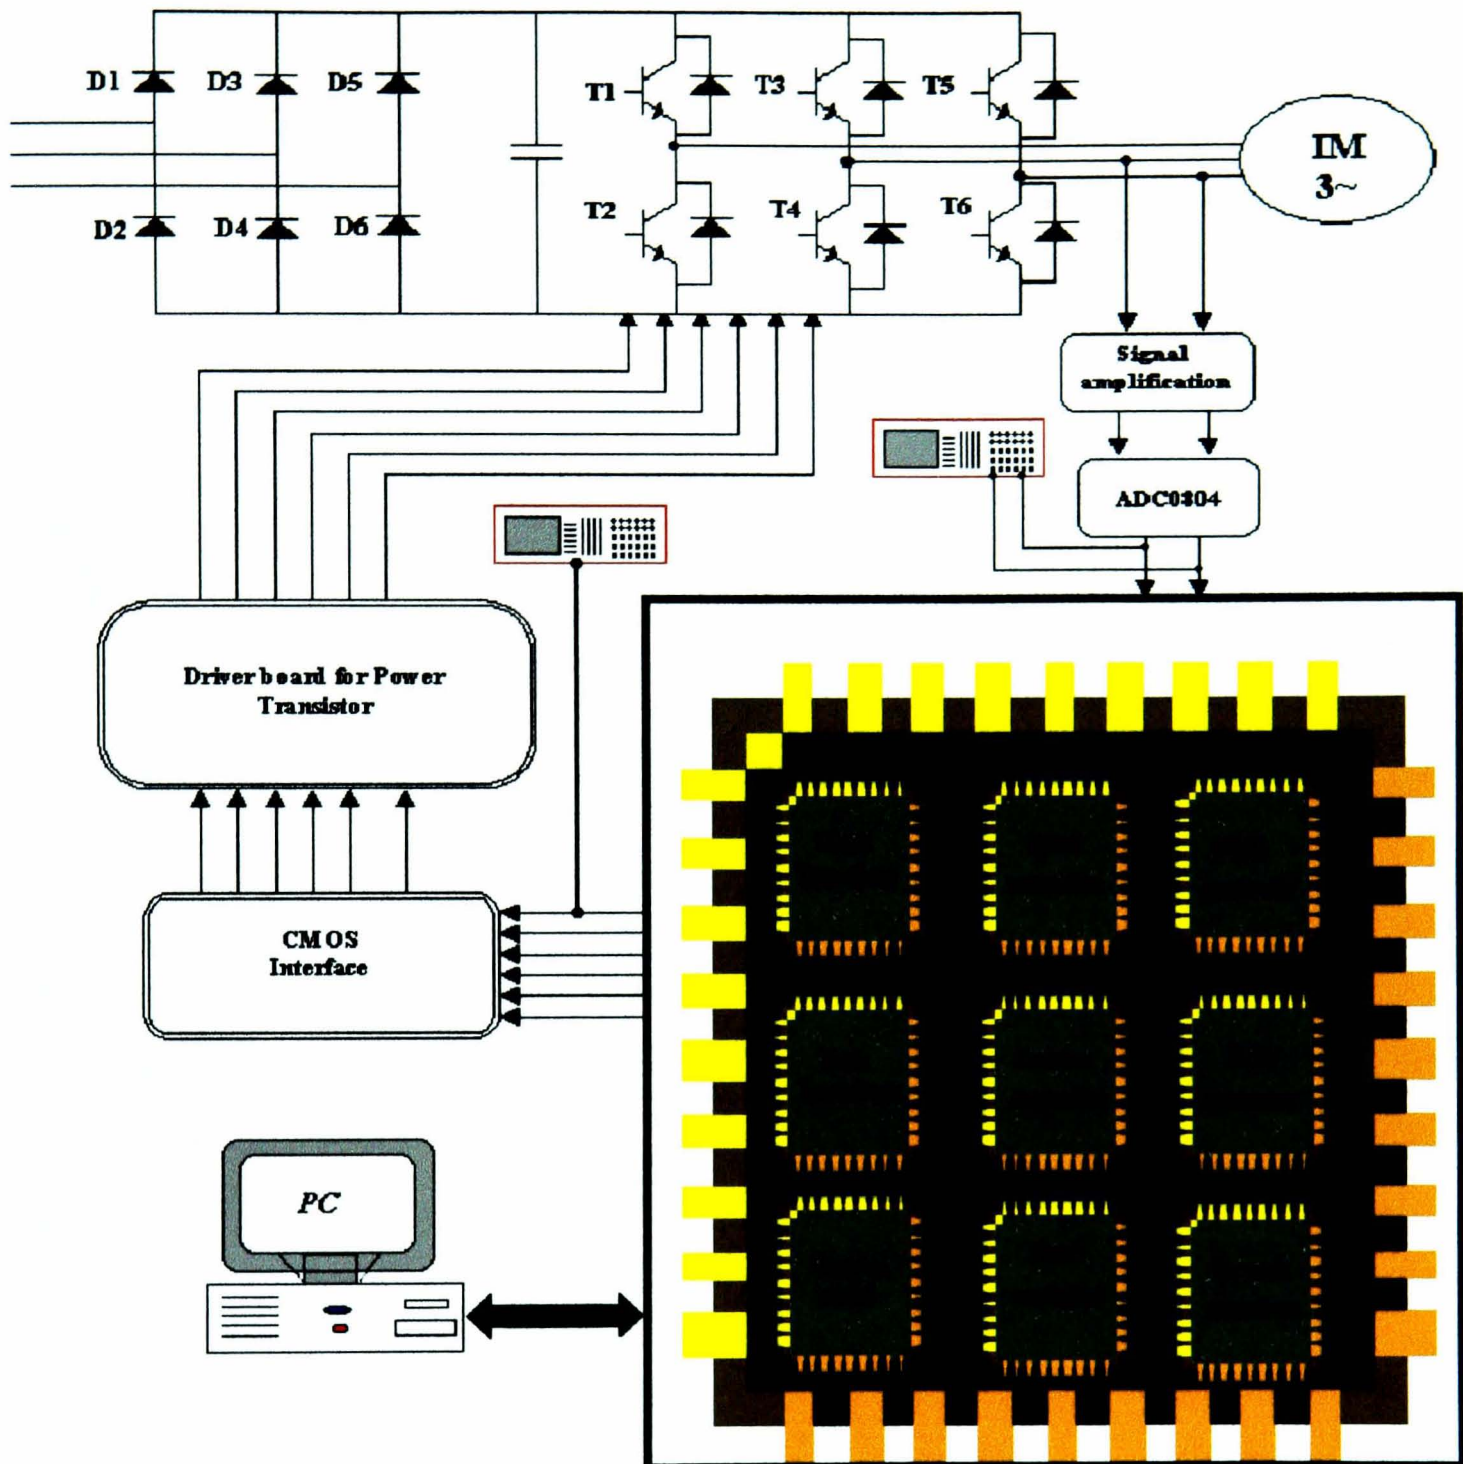 D1
D3
D5
D2
D4
D6
T1
T3
T5
T2
T4
T6
IM
3~
Signal
amplification
ADC0804
Driver board for Power
Transistor
CMOS
Interface
PC